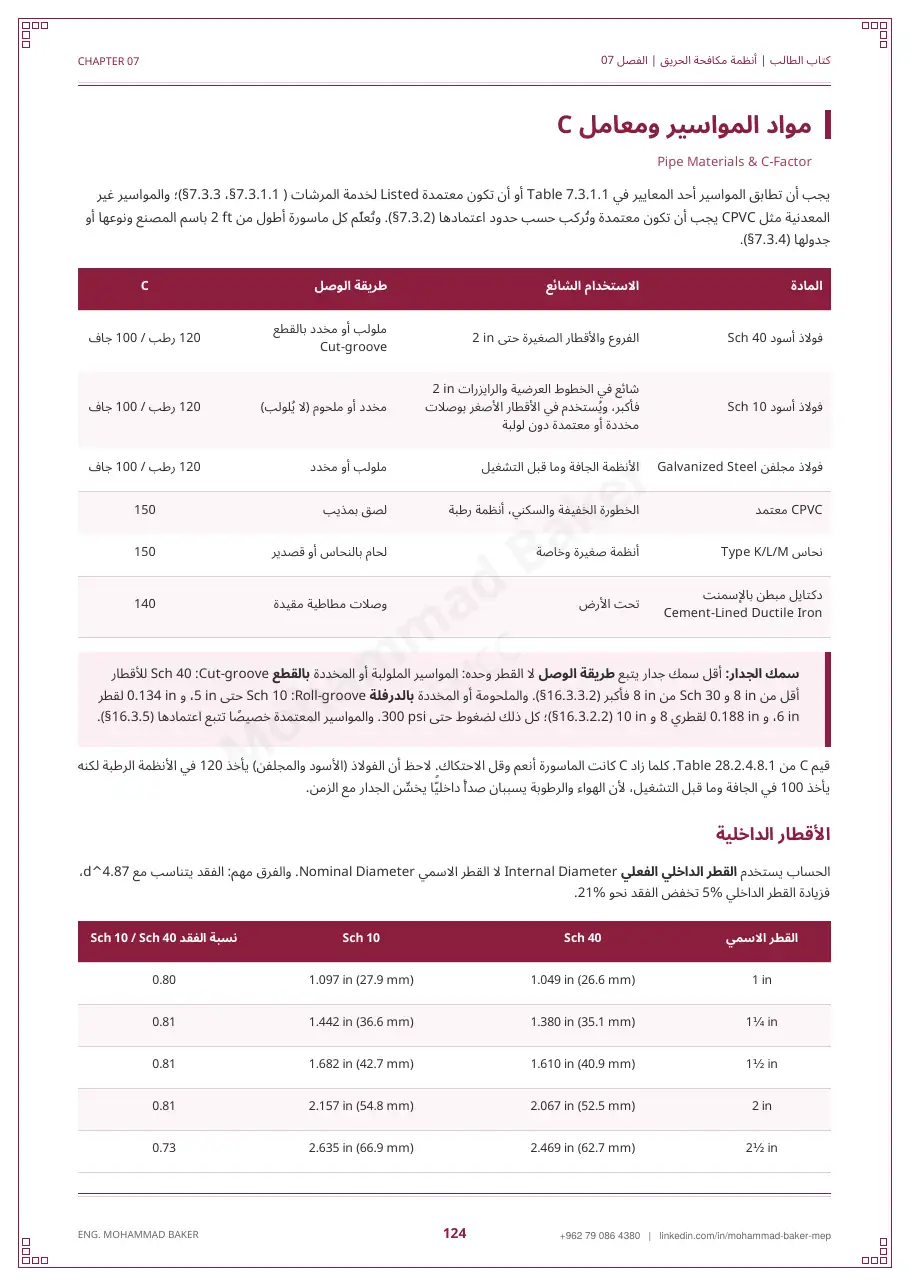 كتاب الطالب | أنظمة مكافحة الحريق | الفصل 07
CHAPTER 07
مواد المواسير ومعامل C
Pipe Materials & C-Factor
يجب أن تطابق المواسير أحد المعايير في Table 7.3.1.1 أو أن تكون معتمدة Listed لخدمة المرشات ( 7.3.1.1§، 7.3.3§)؛ والمواسير غير
المعدنية مثل CPVC يجب أن تكون معتمدة وتُركب حسب حدود اعتمادها (7.3.2§). وتُعلَّم كل ماسورة أطول من 2 ft باسم المصنع ونوعها أو
جدولها (7.3.4§).
المادة | الاستخدام الشائع | طريقة الوصل | C
فولاذ أسود Sch 40 | الفروع والأقطار الصغيرة حتى 2 in | ملولب أو مخدد بالقطع | 120 رطب / 100 جاف
Cut-groove
فولاذ أسود Sch 10 | شائع في الخطوط العرضية والرايزرات 2 in | مخدد أو ملحوم (لا يُلولب) | 120 رطب / 100 جاف
فأكبر، ويُستخدم في الأقطار الأصغر بوصلات
مخددة أو معتمدة دون لولبة
فولاذ مجلفن Galvanized Steel | الأنظمة الجافة وما قبل التشغيل | ملولب أو مخدد | 120 رطب / 100 جاف
CPVC معتمد | الخطورة الخفيفة والسكني، أنظمة رطبة | لصق بمذيب | 150
نحاس Type K/L/M | أنظمة صغيرة وخاصة | لحام بالنحاس أو قصدير | 150
دكتايل مبطن بالإسمنت | تحت الأرض | وصلات مطاطية مقيدة | 140
Cement-Lined Ductile Iron
سمك الجدار: أقل سمك جدار يتبع طريقة الوصل لا القطر وحده: المواسير الملولبة أو المخددة بالقطع Cut-groove: ‏Sch 40 للأقطار
أقل من 8 in و Sch 30 من 8 in فأكبر (16.3.3.2§). والملحومة أو المخددة بالدرفلة Roll-groove: ‏Sch 10 حتى 5 in، و 0.134 in لقطر
6 in، و 0.188 in لقطري 8 و 10 in (16.3.2.2§)؛ كل ذلك لضغوط حتى 300 psi. والمواسير المعتمدة خصيصًا تتبع اعتمادها (16.3.5§).
قيم C من Table 28.2.4.8.1. كلما زاد C كانت الماسورة أنعم وقل الاحتكاك. لاحظ أن الفولاذ (الأسود والمجلفن) يأخذ 120 في الأنظمة الرطبة لكنه
يأخذ 100 في الجافة وما قبل التشغيل، لأن الهواء والرطوبة يسببان صدأً داخليًّا يخشّن الجدار مع الزمن.
الأقطار الداخلية
الحساب يستخدم القطر الداخلي الفعلي Internal Diameter لا القطر الاسمي Nominal Diameter. والفرق مهم: الفقد يتناسب مع d^4.87،
فزيادة القطر الداخلي 5% تخفض الفقد نحو 21%.
القطر الاسمي | Sch 40 | Sch 10 | نسبة الفقد Sch 10 / Sch 40
1 in | 1.049 in (26.6 mm) | 1.097 in (27.9 mm) | 0.80
1¼ in | 1.380 in (35.1 mm) | 1.442 in (36.6 mm) | 0.81
1½ in | 1.610 in (40.9 mm) | 1.682 in (42.7 mm) | 0.81
2 in | 2.067 in (52.5 mm) | 2.157 in (54.8 mm) | 0.81
2½ in | 2.469 in (62.7 mm) | 2.635 in (66.9 mm) | 0.73
ENG. MOHAMMAD BAKER
124
+962 79 086 4380 | linkedin.com/in/mohammad-baker-mep
Mohammad Baker